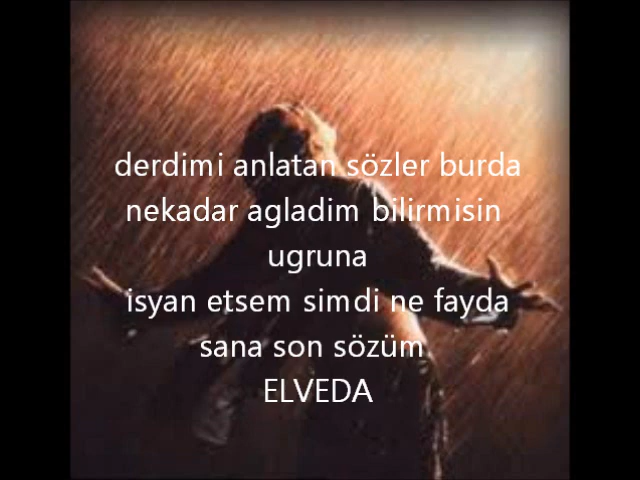 derdimi anlatan sözler burda
nekadar agladim bilirmisin
ugruna
isyan etsem simdi ne fayda
sana son sözüm
ELVEDA